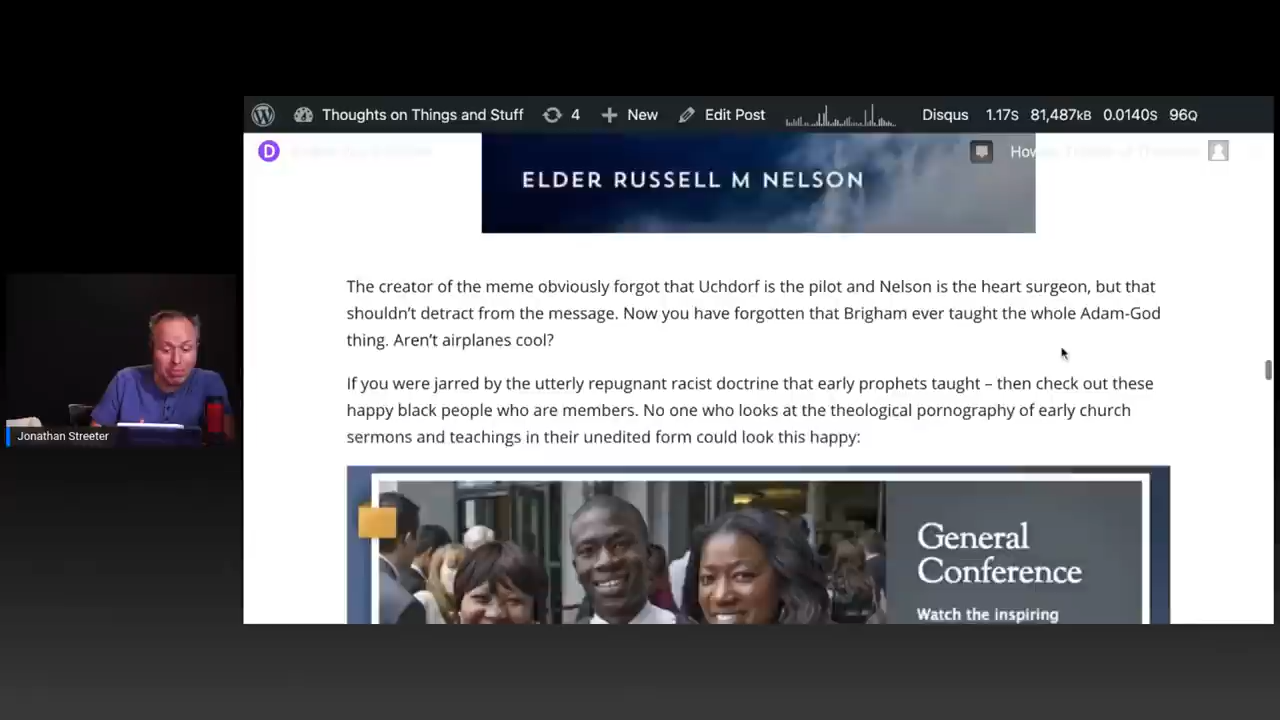 Thoughts on Things and Stuff 4 New Edit Post Disqus 1.17s 81,487kB 0.0140s 96Q
D
ELDER RUSSELL M NELSON
The creator of the meme obviously forgot that Uchdorf is the pilot and Nelson is the heart surgeon, but that
shouldn't detract from the message. Now you have forgotten that Brigham ever taught the whole Adam-God
thing. Aren't airplanes cool?
If you were jarred by the utterly repugnant racist doctrine that early prophets taught – then check out these
happy black people who are members. No one who looks at the theological pornography of early church
sermons and teachings in their unedited form could look this happy:
Jonathan Streeter
General
Conference
Watch the inspiring